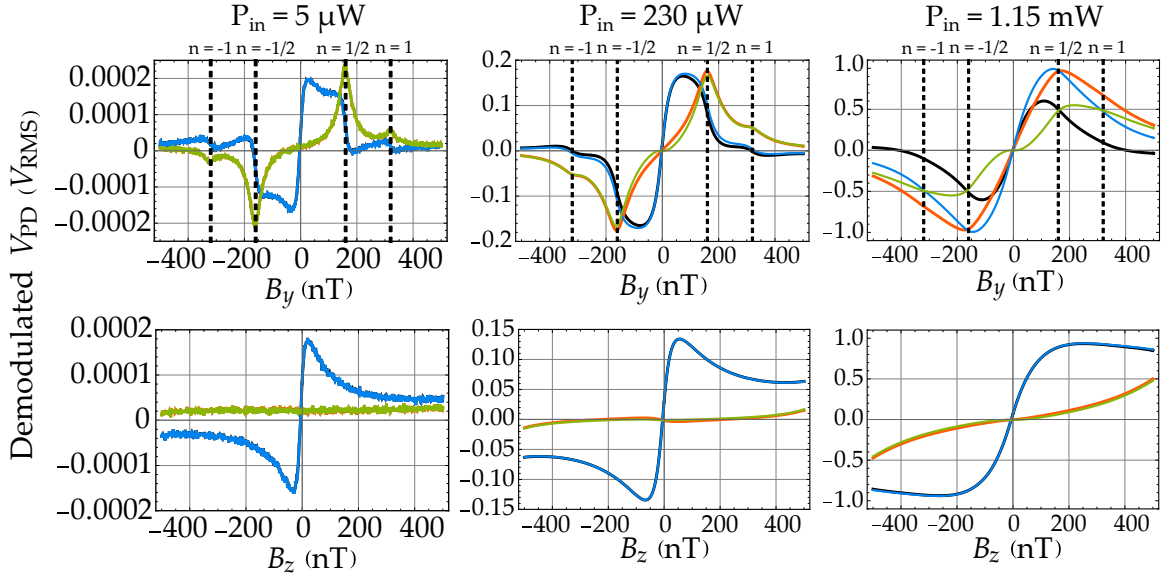 P_in = 5 μW P_in = 230 μW P_in = 1.15 mW
n = -1 n = -1/2 n = 1/2 n = 1 n = -1 n = -1/2 n = 1/2 n = 1 n = -1 n = -1/2 n = 1/2 n = 1
Demodulated V_PD (V_RMS)
0.0002
0.0001
0
−0.0001
−0.0002
−400 −200 0 200 400
B_y (nT)
0.2
0.1
0.0
−0.1
0.2
−400 −200 0 200 400
B_y (nT)
1.0
0.5
0.0
−0.5
−1.0
−400 −200 0 200 400
B_y (nT)
0.0002
0.0001
0
−0.0001
−0.0002
−400 −200 0 200 400
B_z (nT)
0.15
0.10
0.05
0.00
−0.05
−0.10
0.15
−400 −200 0 200 400
B_z (nT)
1.0
0.5
0.0
−0.5
−1.0
−400 −200 0 200 400
B_z (nT)